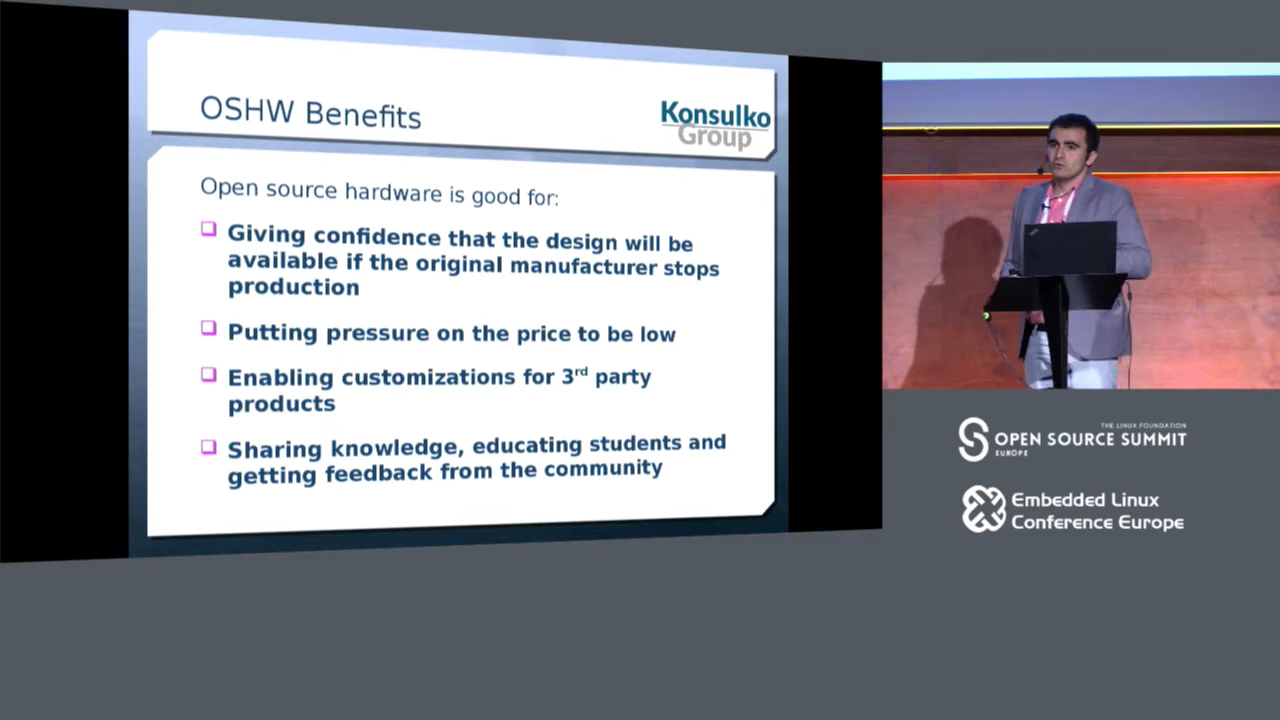 OSHW Benefits
Konsulko
Group
Open source hardware is good for:
Giving confidence that the design will be
available if the original manufacturer stops
production
Putting pressure on the price to be low
Enabling customizations for 3rd party
products
Sharing knowledge, educating students and
getting feedback from the community
THE LINUX FOUNDATION
OPEN SOURCE SUMMIT
EUROPE
Embedded Linux
Conference Europe